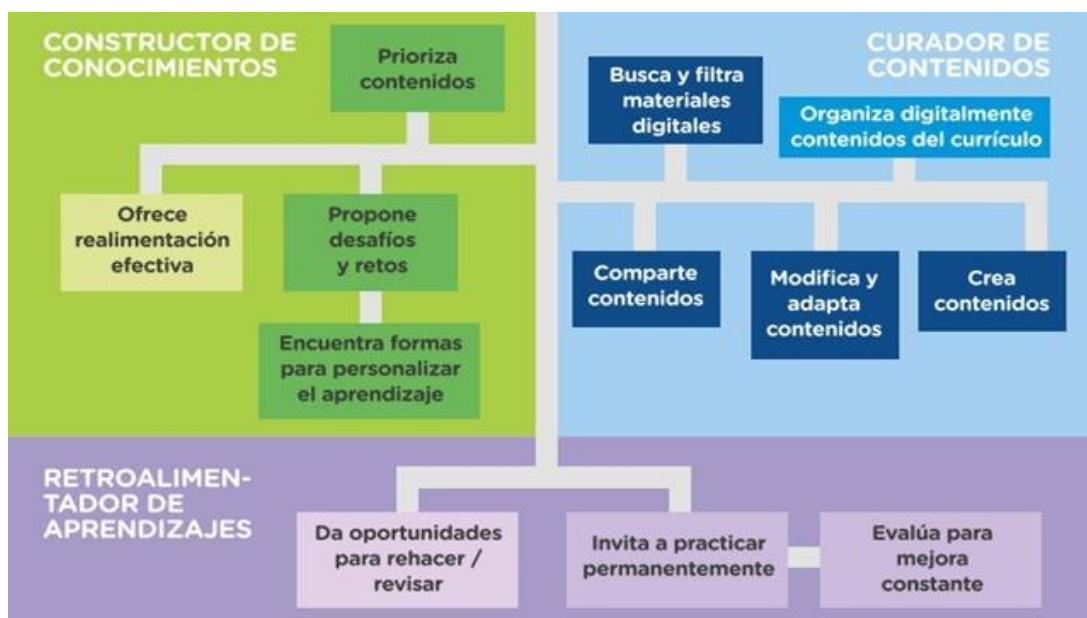 CONSTRUCTOR DE
CONOCIMIENTOS
Prioriza
contenidos
Ofrece
realimentación
efectiva
Propone
desafíos
y retos
Encuentra formas
para personalizar
el aprendizaje
CURADOR DE
CONTENIDOS
Busca y filtra
materiales
digitales
Organiza digitalmente
contenidos del currículo
Comparte
contenidos
Modifica y
adapta
contenidos
Crea
contenidos
RETROALIMEN-
TADOR DE
APRENDIZAJES
Da oportunidades
para rehacer /
revisar
Invita a practicar
permanentemente
Evalúa para
mejora
constante